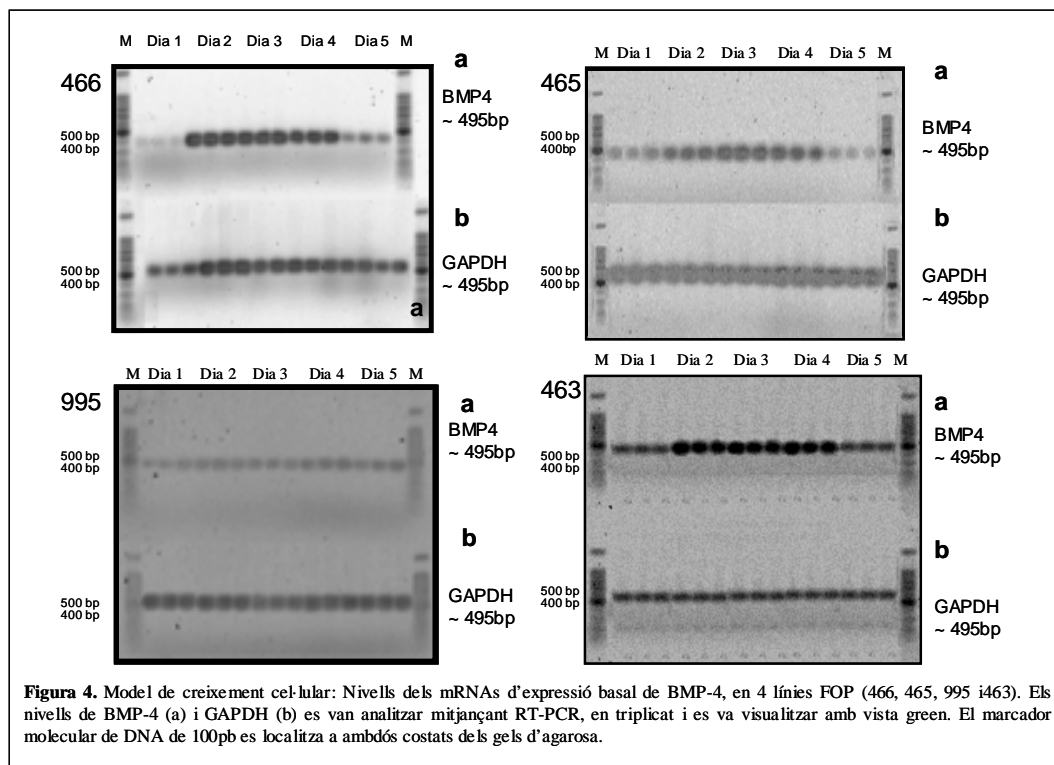 M Dia 1 Dia 2 Dia 3 Dia 4 Dia 5 M
466
a
BMP4
~ 495bp
500 bp
400 bp
b
GAPDH
~ 495bp
500 bp
400 bp
a
M Dia 1 Dia 2 Dia 3 Dia 4 Dia 5 M
465
a
BMP4
~ 495bp
500 bp
400bp
b
GAPDH
~ 495bp
500 bp
400 bp
M Dia 1 Dia 2 Dia 3 Dia 4 Dia 5 M
995
a
BMP4
~ 495bp
500 bp
400 bp
b
GAPDH
~ 495bp
500 bp
400 bp
M Dia 1 Dia 2 Dia 3 Dia 4 Dia 5 M
463
a
BMP4
~ 495bp
500 bp
400 bp
b
GAPDH
~ 495bp
500 bp
400 bp
Figura 4. Model de creixement cel·lular: Nivells dels mRNAs d'expressió basal de BMP-4, en 4 línies FOP (466, 465, 995 i463). Els
nivells de BMP-4 (a) i GAPDH (b) es van analitzar mitjançant RT-PCR, en triplicat i es va visualitzar amb vista green. El marcador
molecular de DNA de 100pb es localitza a ambdós costats dels gels d'agarosa.